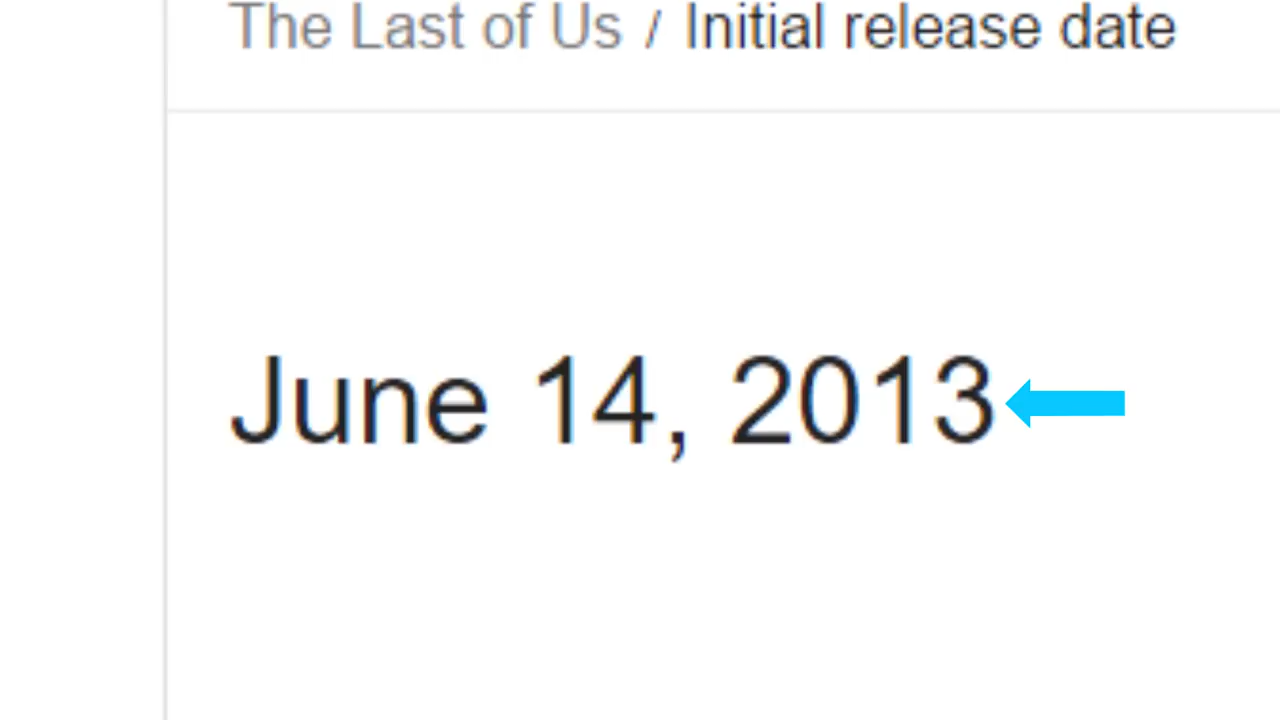 The Last of Us / Initial release date
June 14, 2013